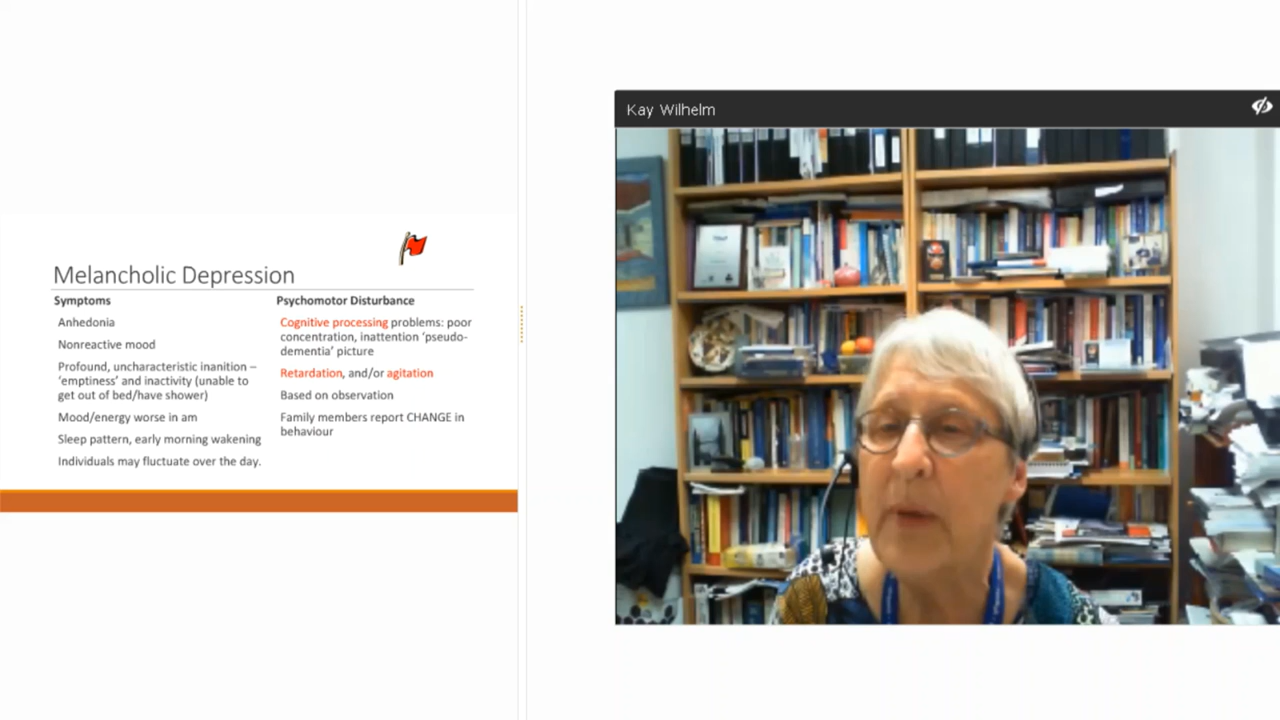 Melancholic Depression
Symptoms
Anhedonia
Nonreactive mood
Profound, uncharacteristic inanition –
'emptiness' and inactivity (unable to
get out of bed/have shower)
Mood/energy worse in am
Sleep pattern, early morning wakening
Individuals may fluctuate over the day.
Psychomotor Disturbance
Cognitive processing problems: poor
concentration, inattention 'pseudo-
dementia' picture
Retardation, and/or agitation
Based on observation
Family members report CHANGE in
behaviour
Kay Wilhelm